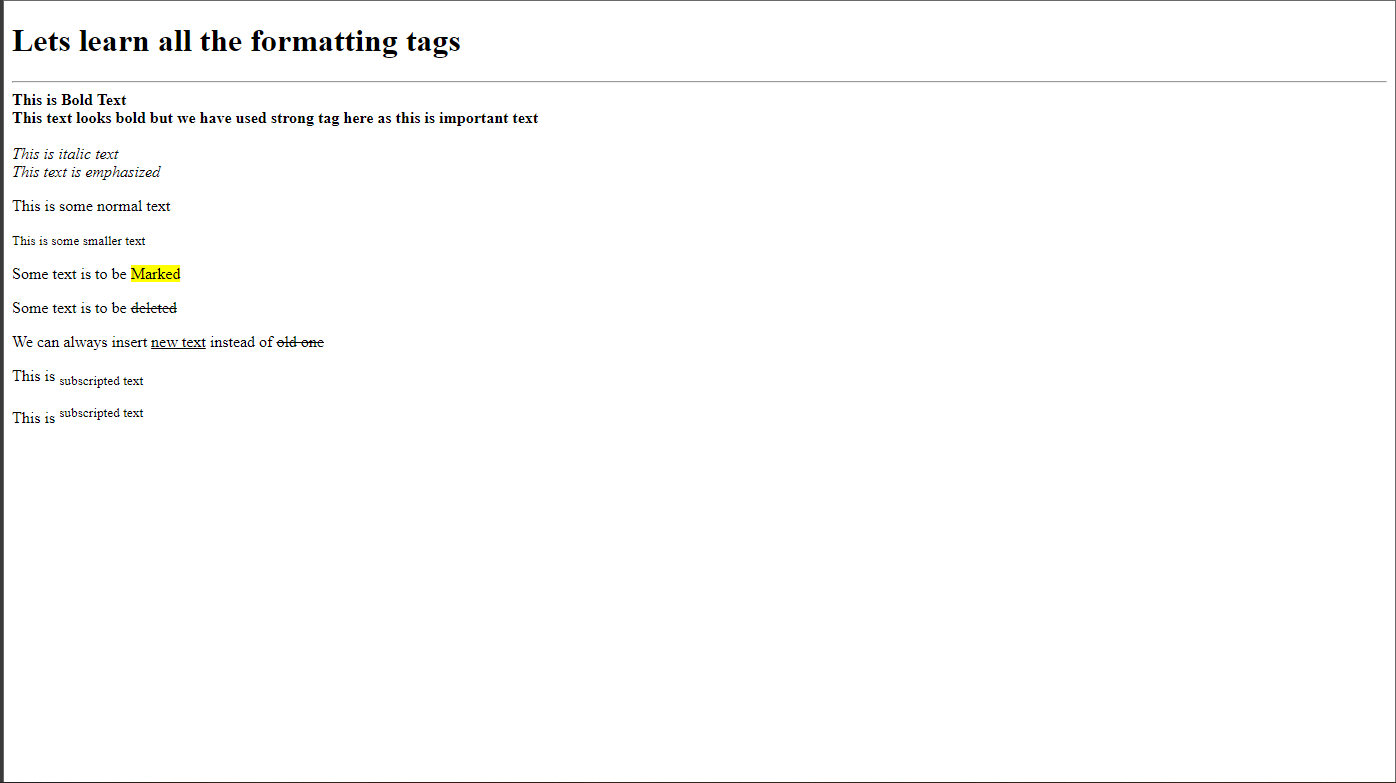 Lets learn all the formatting tags
This is Bold Text
This text looks bold but we have used strong tag here as this is important text
This is italic text
This text is emphasized
This is some normal text
This is some smaller text
Some text is to be Marked
Some text is to be deleted
We can always insert new text instead of old one
This is subscripted text
This is subscripted text